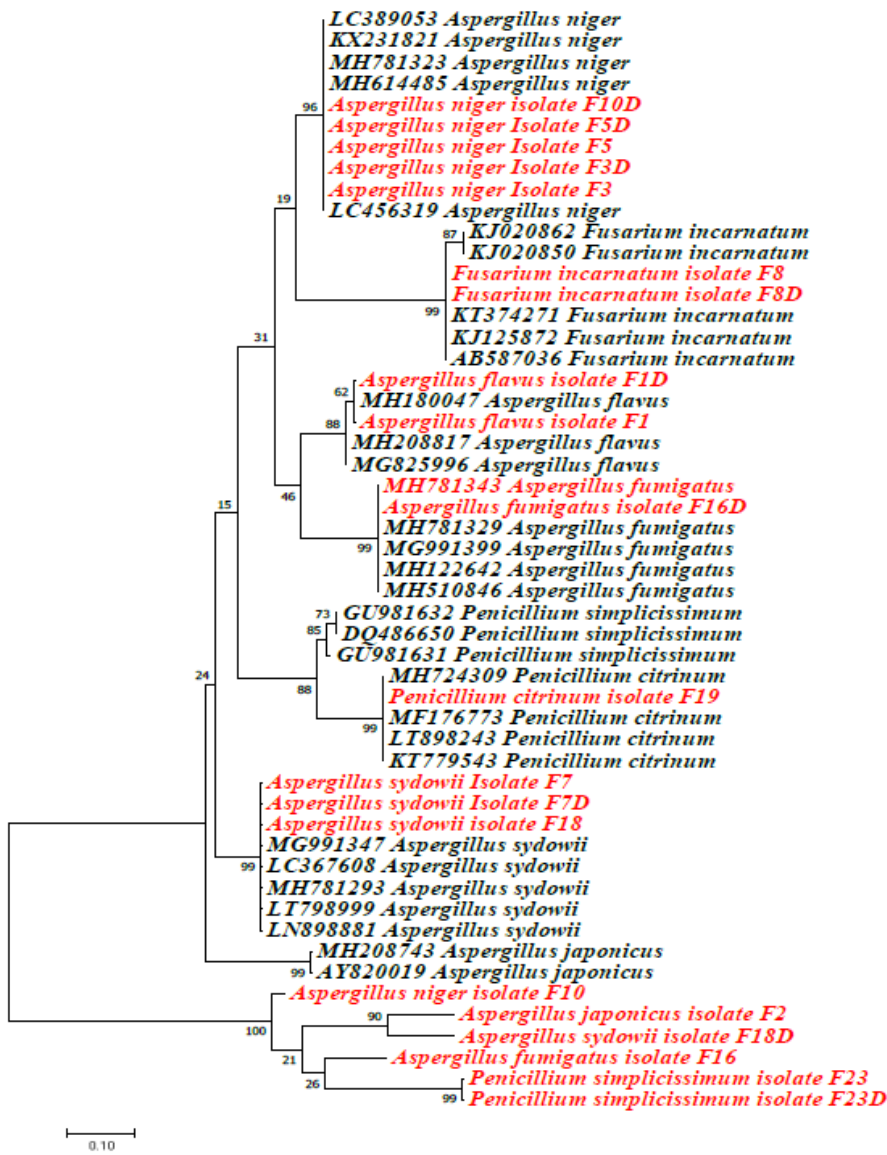 LC389053 Aspergillus niger
KX231821 Aspergillus niger
MH781323 Aspergillus niger
MH614485 Aspergillus niger
96
Aspergillus niger isolate F10D
Aspergillus niger Isolate F5D
Aspergillus niger Isolate F5
Aspergillus niger Isolate F3D
Aspergillus niger Isolate F3
19
LC456319 Aspergillus niger
87
KJ020862 Fusarium incarnatum
KJ020850 Fusarium incarnatum
Fusarium incarnatum isolate F8
Fusarium incarnatum isolate F8D
99
KT374271 Fusarium incarnatum
KJ125872 Fusarium incarnatum
AB587036 Fusarium incarnatum
31
Aspergillus flavus isolate F1D
62
MH180047 Aspergillus flavus
Aspergillus flavus isolate F1
88
MH208817 Aspergillus flavus
MG825996 Aspergillus flavus
MH781343 Aspergillus fumigatus
46
15
Aspergillus fumigatus isolate F16D
MH781329 Aspergillus fumigatus
99
MG991399 Aspergillus fumigatus
MH122642 Aspergillus fumigatus
MH510846 Aspergillus fumigatus
73
GU981632 Penicillium simplicissimum
85
DQ486650 Penicillium simplicissimum
GU981631 Penicillium simplicissimum
24
88
MH724309 Penicillium citrinum
Penicillium citrinum isolate F19
99
MF176773 Penicillium citrinum
LT898243 Penicillium citrinum
KT779543 Penicillium citrinum
Aspergillus sydowii Isolate F7
Aspergillus sydowii Isolate F7D
Aspergillus sydowii isolate F18
MG991347 Aspergillus sydowii
99
LC367608 Aspergillus sydowii
MH781293 Aspergillus sydowii
LT798999 Aspergillus sydowii
LN898881 Aspergillus sydowii
MH208743 Aspergillus japonicus
99
AY820019 Aspergillus japonicus
Aspergillus niger isolate F10
90
Aspergillus japonicus isolate F2
100
Aspergillus sydowii isolate F18D
21
Aspergillus fumigatus isolate F16
26
Penicillium simplicissimum isolate F23
99
Penicillium simplicissimum isolate F23D
0.10